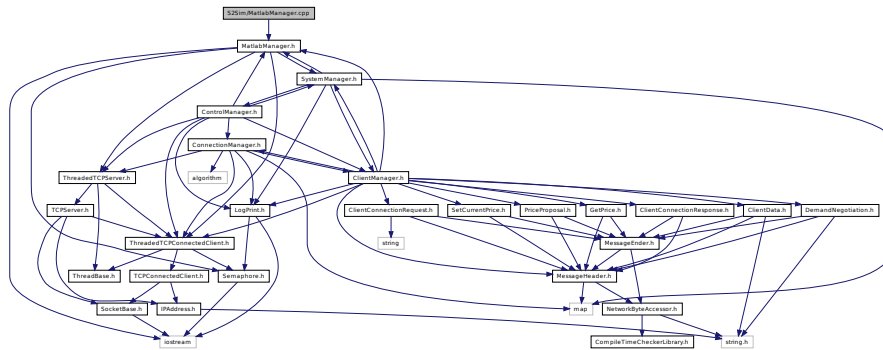 S2Sim/MatlabManager.cpp
MatlabManager.h
SystemManager.h
ControlManager.h
ConnectionManager.h
ThreadedTCPServer.h
algorithm
ClientManager.h
TCPServer.h
LogPrint.h
ClientConnectionRequest.h
SetCurrentPrice.h
PriceProposal.h
GetPrice.h
ClientConnectionResponse.h
ClientData.h
DemandNegotiation.h
ThreadedTCPConnectedClient.h
string
MessageEnder.h
ThreadBase.h
TCPConnectedClient.h
Semaphore.h
MessageHeader.h
SocketBase.h
IPAddress.h
map
NetworkByteAccessor.h
iostream
CompileTimeCheckerLibrary.h
string.h